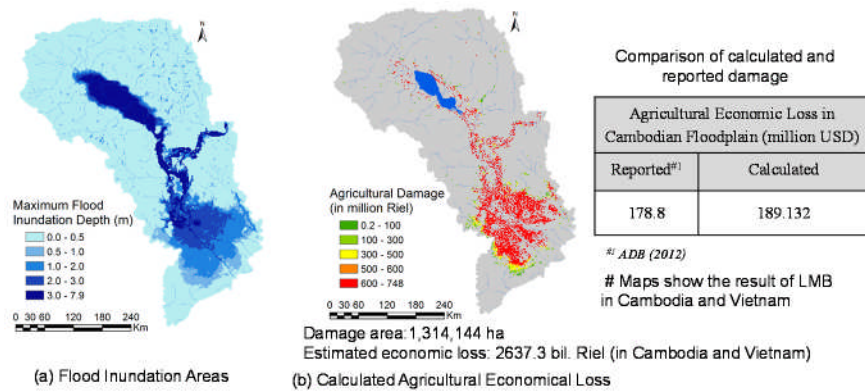 N
Maximum Flood
Inundation Depth (m)
0.0 - 0.5
0.5 - 1.0
1.0 - 2.0
2.0 - 3.0
3.0 - 7.9
0 30 60 120 180 240
Km
(a) Flood Inundation Areas
N
Agricultural Damage
(in million Riel)
0.2 - 100
100 - 300
300 - 500
500 - 600
600 - 748
0 30 60 120 180 240
Km
Damage area: 1,314,144 ha
Estimated economic loss: 2637.3 bil. Riel (in Cambodia and Vietnam)
(b) Calculated Agricultural Economical Loss
Comparison of calculated and
reported damage
Agricultural Economic Loss in
Cambodian Floodplain (million USD)
Reported#1 Calculated
178.8 189.132
#1 ADB (2012)
# Maps show the result of LMB
in Cambodia and Vietnam